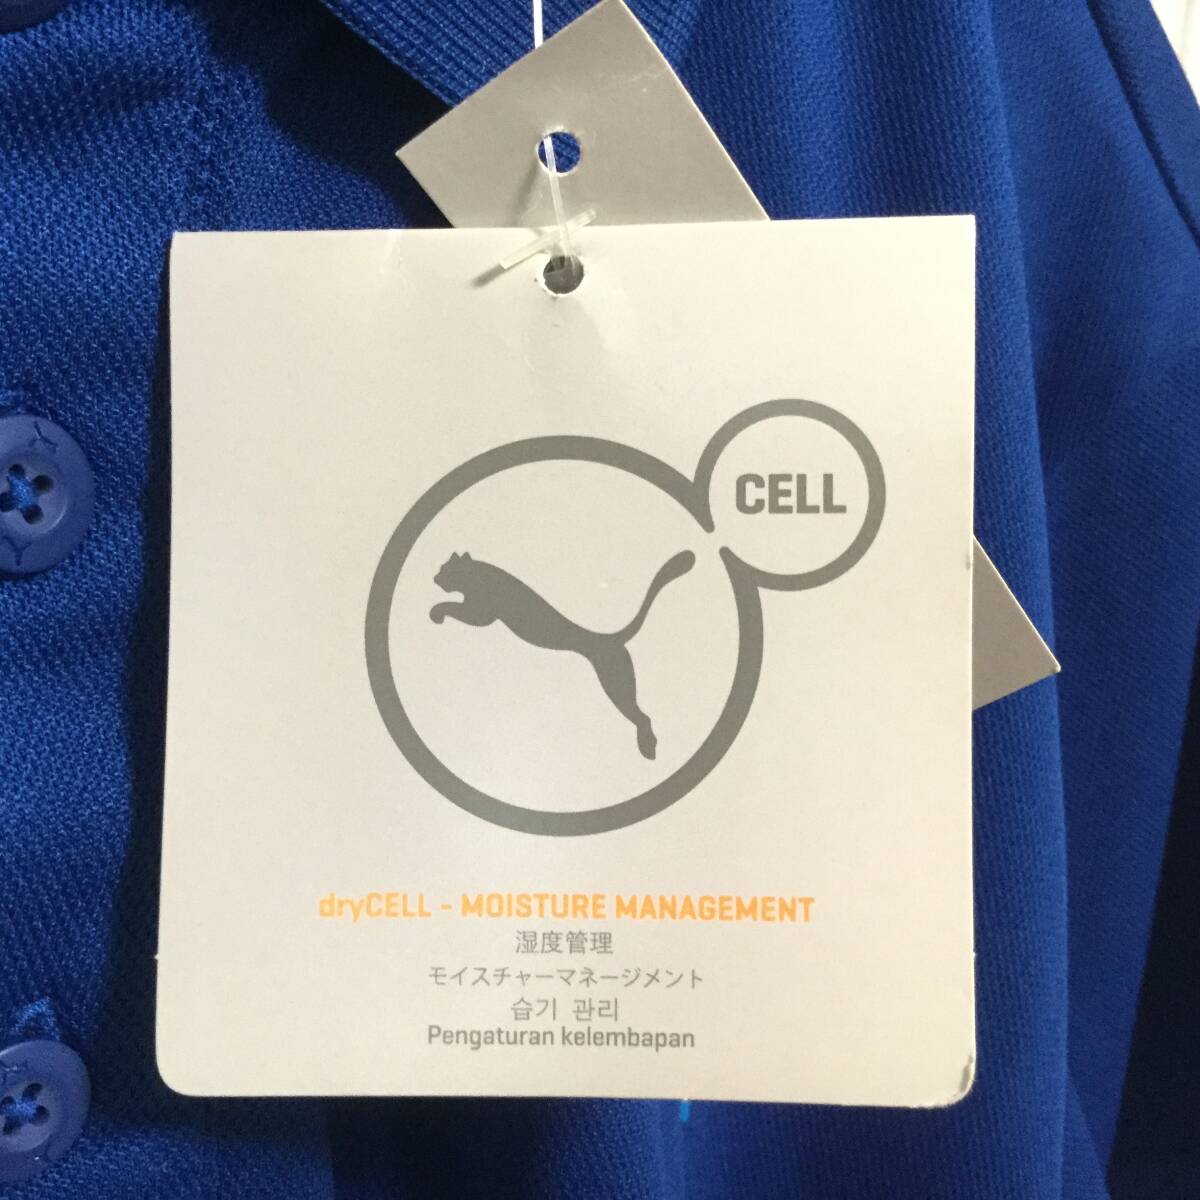 CELL
dryCELL - MOISTURE MANAGEMENT
湿度管理
モイスチャーマネージメント
습기 관리
Pengaturan kelembapan